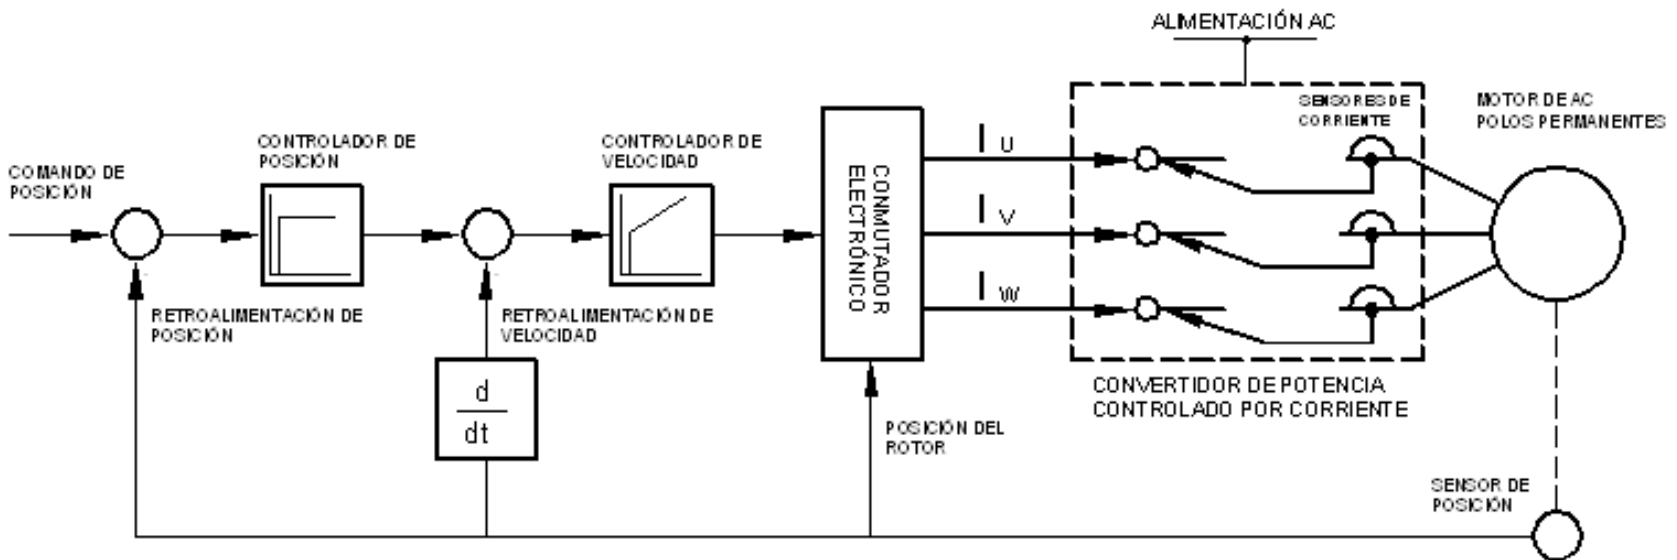 ALIMENTACIÓN AC
SENSORES DE
CORRIENTE
MOTOR DE AC
POLOS PERMANENTES
COMANDO DE
POSICIÓN
CONTROLADOR DE
POSICIÓN
CONTROLADOR DE
VELOCIDAD
CONMUTADOR
ELECTRÓNICO
I U
I V
I W
RETROALIMENTACIÓN DE
POSICIÓN
RETROALIMENTACIÓN DE
VELOCIDAD
d
dt
CONVERTIDOR DE POTENCIA
CONTROLADO POR CORRIENTE
POSICIÓN DEL
ROTOR
SENSOR DE
POSICIÓN